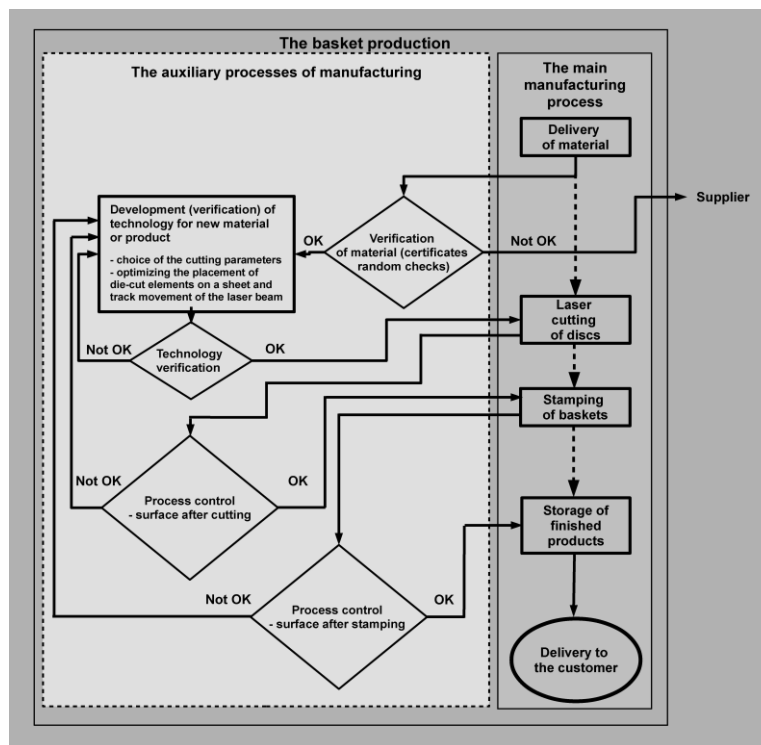 The basket production
The auxiliary processes of manufacturing
The main
manufacturing
process
Delivery
of material
Supplier
Development (verification) of
technology for new material
or product
- choice of the cutting parameters
- optimizing the placement of
die-cut elements on a sheet and
track movement of the laser beam
OK
Verification
of material (certificates
random checks)
Not OK
Laser
cutting
of discs
Not OK
Technology
verification
OK
Stamping
of baskets
Not OK
Process control
- surface after cutting
OK
Storage of
finished
products
Not OK
Process control
- surface after stamping
OK
Delivery to
the customer